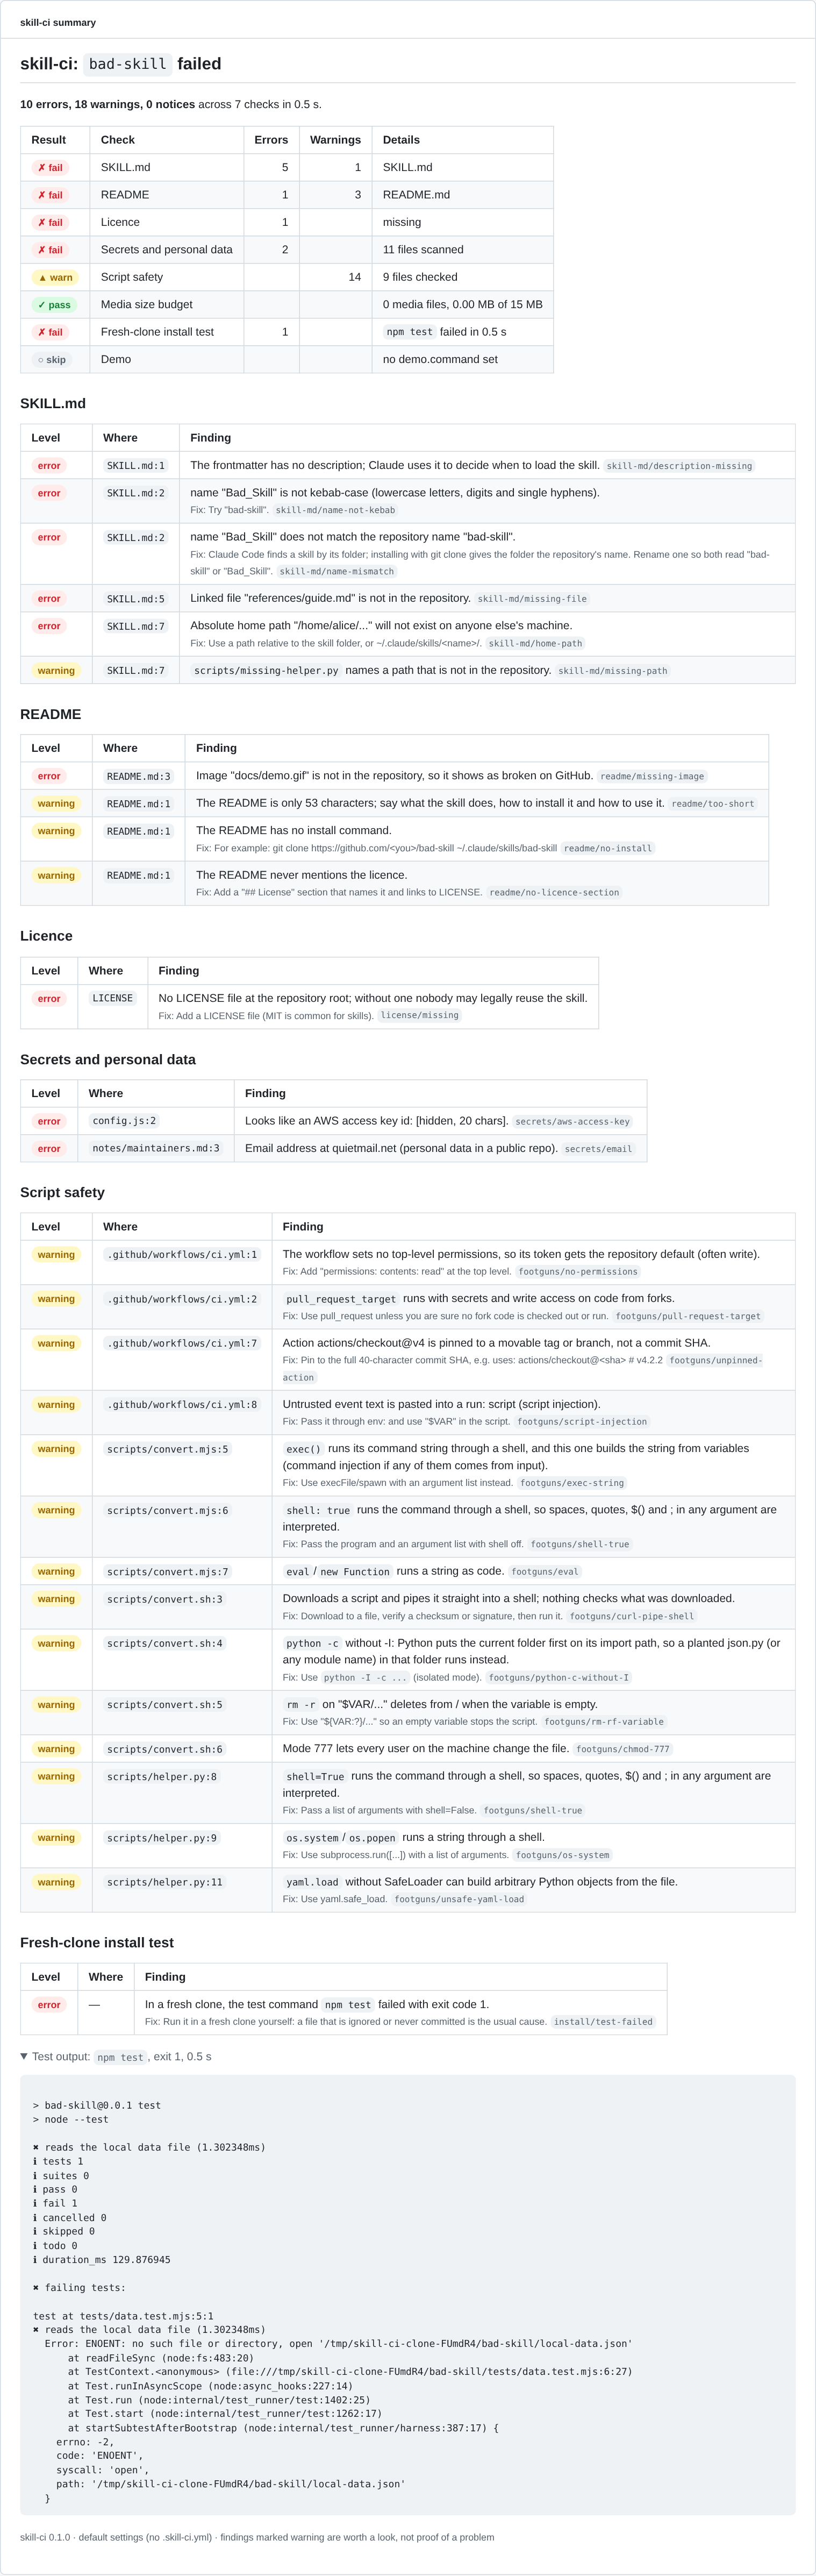 skill-ci summary
skill-ci: bad-skill failed
10 errors, 18 warnings, 0 notices across 7 checks in 0.5 s.
Result Check Errors Warnings Details
✗ fail SKILL.md 5 1 SKILL.md
✗ fail README 1 3 README.md
✗ fail Licence 1 missing
✗ fail Secrets and personal data 2 11 files scanned
▲ warn Script safety 14 9 files checked
✓ pass Media size budget 0 media files, 0.00 MB of 15 MB
✗ fail Fresh-clone install test 1 npm test failed in 0.5 s
○ skip Demo no demo.command set
SKILL.md
Level Where Finding
error SKILL.md:1 The frontmatter has no description; Claude uses it to decide when to load the skill. skill-md/description-missing
error SKILL.md:2 name "Bad_Skill" is not kebab-case (lowercase letters, digits and single hyphens).
Fix: Try "bad-skill". skill-md/name-not-kebab
error SKILL.md:2 name "Bad_Skill" does not match the repository name "bad-skill".
Fix: Claude Code finds a skill by its folder; installing with git clone gives the folder the repository's name. Rename one so both read "bad-
skill" or "Bad_Skill". skill-md/name-mismatch
error SKILL.md:5 Linked file "references/guide.md" is not in the repository. skill-md/missing-file
error SKILL.md:7 Absolute home path "/home/alice/..." will not exist on anyone else's machine.
Fix: Use a path relative to the skill folder, or ~/.claude/skills/<name>/. skill-md/home-path
warning SKILL.md:7 scripts/missing-helper.py names a path that is not in the repository. skill-md/missing-path
README
Level Where Finding
error README.md:3 Image "docs/demo.gif" is not in the repository, so it shows as broken on GitHub. readme/missing-image
warning README.md:1 The README is only 53 characters; say what the skill does, how to install it and how to use it. readme/too-short
warning README.md:1 The README has no install command.
Fix: For example: git clone https://github.com/<you>/bad-skill ~/.claude/skills/bad-skill readme/no-install
warning README.md:1 The README never mentions the licence.
Fix: Add a "## License" section that names it and links to LICENSE. readme/no-licence-section
Licence
Level Where Finding
error LICENSE No LICENSE file at the repository root; without one nobody may legally reuse the skill.
Fix: Add a LICENSE file (MIT is common for skills). license/missing
Secrets and personal data
Level Where Finding
error config.js:2 Looks like an AWS access key id: [hidden, 20 chars]. secrets/aws-access-key
error notes/maintainers.md:3 Email address at quietmail.net (personal data in a public repo). secrets/email
Script safety
Level Where Finding
warning .github/workflows/ci.yml:1 The workflow sets no top-level permissions, so its token gets the repository default (often write).
Fix: Add "permissions: contents: read" at the top level. footguns/no-permissions
warning .github/workflows/ci.yml:2 pull_request_target runs with secrets and write access on code from forks.
Fix: Use pull_request unless you are sure no fork code is checked out or run. footguns/pull-request-target
warning .github/workflows/ci.yml:7 Action actions/checkout@v4 is pinned to a movable tag or branch, not a commit SHA.
Fix: Pin to the full 40-character commit SHA, e.g. uses: actions/checkout@<sha> # v4.2.2 footguns/unpinned-
action
warning .github/workflows/ci.yml:8 Untrusted event text is pasted into a run: script (script injection).
Fix: Pass it through env: and use "$VAR" in the script. footguns/script-injection
warning scripts/convert.mjs:5 exec() runs its command string through a shell, and this one builds the string from variables
(command injection if any of them comes from input).
Fix: Use execFile/spawn with an argument list instead. footguns/exec-string
warning scripts/convert.mjs:6 shell: true runs the command through a shell, so spaces, quotes, $() and ; in any argument are
interpreted.
Fix: Pass the program and an argument list with shell off. footguns/shell-true
warning scripts/convert.mjs:7 eval / new Function runs a string as code. footguns/eval
warning scripts/convert.sh:3 Downloads a script and pipes it straight into a shell; nothing checks what was downloaded.
Fix: Download to a file, verify a checksum or signature, then run it. footguns/curl-pipe-shell
warning scripts/convert.sh:4 python -c without -I: Python puts the current folder first on its import path, so a planted json.py (or
any module name) in that folder runs instead.
Fix: Use python -I -c ... (isolated mode). footguns/python-c-without-I
warning scripts/convert.sh:5 rm -r on "$VAR/..." deletes from / when the variable is empty.
Fix: Use "${VAR:?}/..." so an empty variable stops the script. footguns/rm-rf-variable
warning scripts/convert.sh:6 Mode 777 lets every user on the machine change the file. footguns/chmod-777
warning scripts/helper.py:8 shell=True runs the command through a shell, so spaces, quotes, $() and ; in any argument are
interpreted.
Fix: Pass a list of arguments with shell=False. footguns/shell-true
warning scripts/helper.py:9 os.system / os.popen runs a string through a shell.
Fix: Use subprocess.run([...]) with a list of arguments. footguns/os-system
warning scripts/helper.py:11 yaml.load without SafeLoader can build arbitrary Python objects from the file.
Fix: Use yaml.safe_load. footguns/unsafe-yaml-load
Fresh-clone install test
Level Where Finding
error — In a fresh clone, the test command npm test failed with exit code 1.
Fix: Run it in a fresh clone yourself: a file that is ignored or never committed is the usual cause. install/test-failed
▼ Test output: npm test, exit 1, 0.5 s
> bad-skill@0.0.1 test
> node --test
✖ reads the local data file (1.302348ms)
ℹ tests 1
ℹ suites 0
ℹ pass 0
ℹ fail 1
ℹ cancelled 0
ℹ skipped 0
ℹ todo 0
ℹ duration_ms 129.876945
✖ failing tests:
test at tests/data.test.mjs:5:1
✖ reads the local data file (1.302348ms)
Error: ENOENT: no such file or directory, open '/tmp/skill-ci-clone-FUmdR4/bad-skill/local-data.json'
at readFileSync (node:fs:483:20)
at TestContext.<anonymous> (file:///tmp/skill-ci-clone-FUmdR4/bad-skill/tests/data.test.mjs:6:27)
at Test.runInAsyncScope (node:async_hooks:227:14)
at Test.run (node:internal/test_runner/test:1402:25)
at Test.start (node:internal/test_runner/test:1262:17)
at startSubtestAfterBootstrap (node:internal/test_runner/harness:387:17) {
errno: -2,
code: 'ENOENT',
syscall: 'open',
path: '/tmp/skill-ci-clone-FUmdR4/bad-skill/local-data.json'
}
skill-ci 0.1.0 · default settings (no .skill-ci.yml) · findings marked warning are worth a look, not proof of a problem